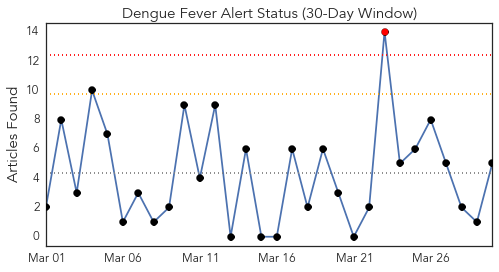 Dengue Fever Alert Status (30-Day Window)
Articles Found
14
12
10
8
6
4
2
0
Mar 01 Mar 06 Mar 11 Mar 16 Mar 21 Mar 26